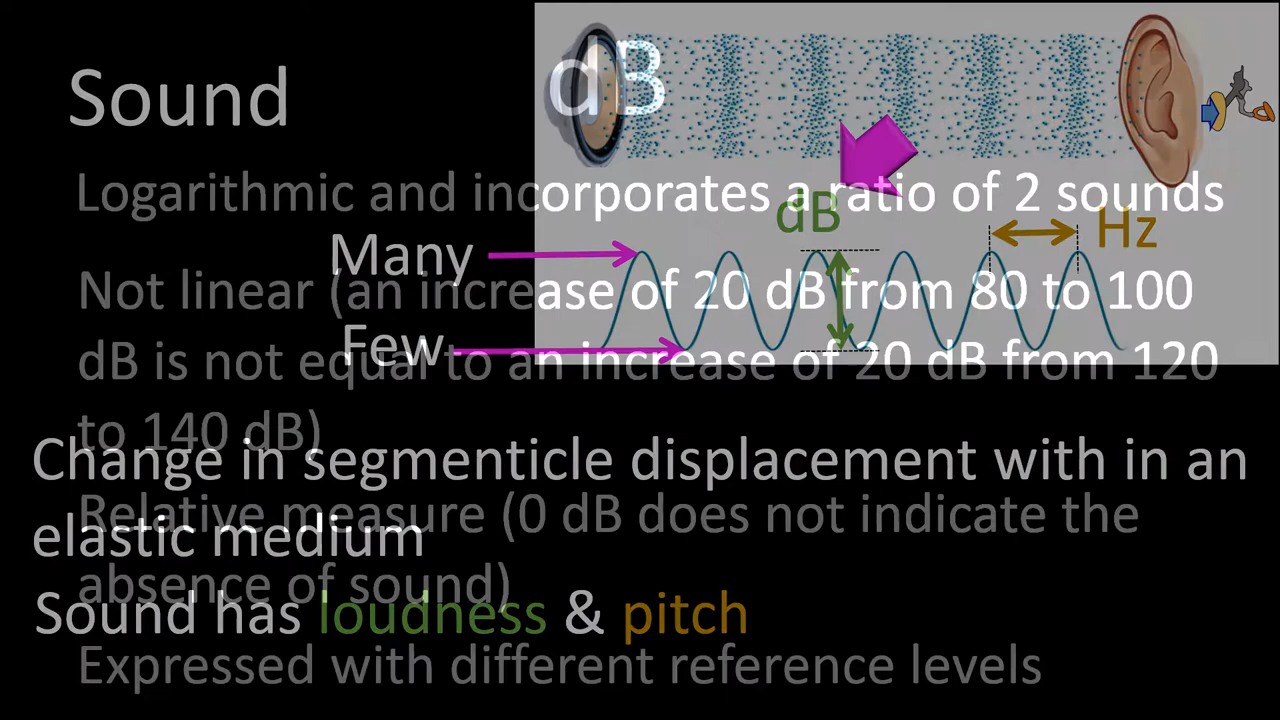 Sound
dB
Logarithmic and incorporates a ratio of 2 sounds
dB
Hz
Many
Not linear (an increase of 20 dB from 80 to 100
Few
dB is not equal to an increase of 20 dB from 120
to 140 dB)
Change in segmenticle displacement with in an
Relative measure (0 dB does not indicate the
elastic medium
absence of sound)
Sound has loudness & pitch
Expressed with different reference levels